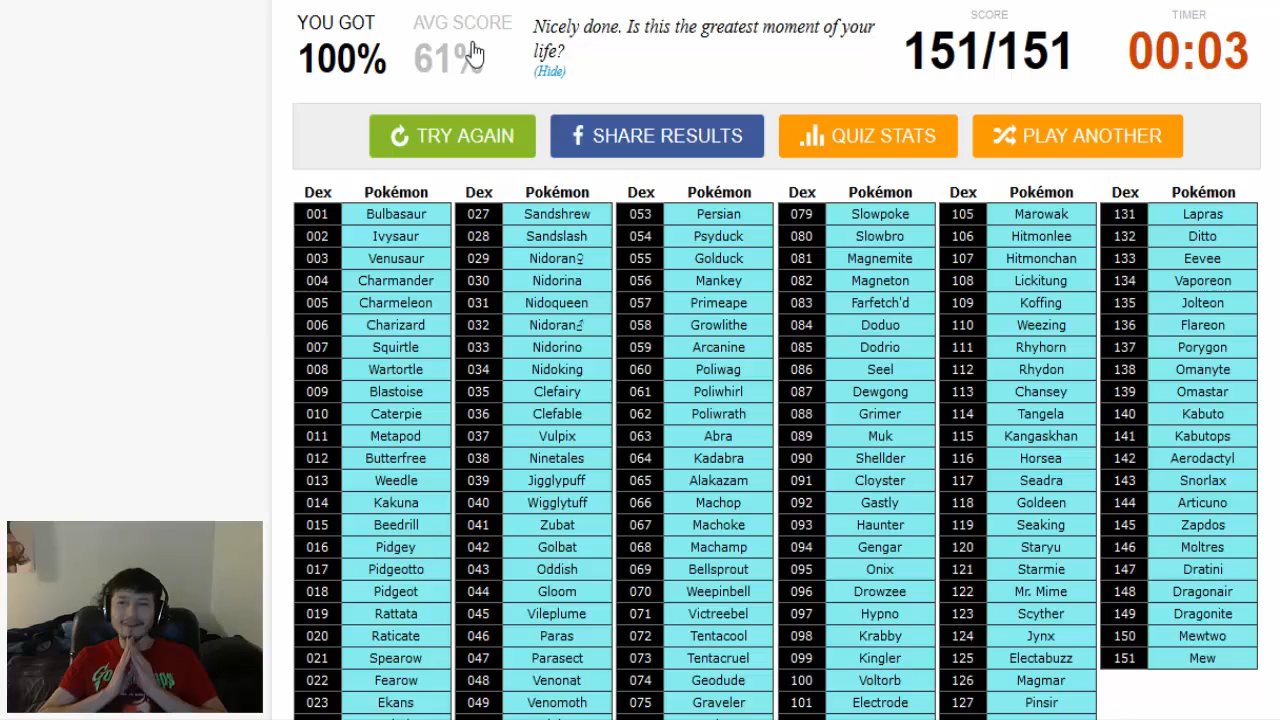 YOU GOT
100%
AVG SCORE
61%
Nicely done. Is this the greatest moment of your
life?
(Hide)
SCORE
151/151
TIMER
00:03
TRY AGAIN
f SHARE RESULTS
QUIZ STATS
PLAY ANOTHER
Dex Pokémon Dex Pokémon Dex Pokémon Dex Pokémon Dex Pokémon Dex Pokémon
001 Bulbasaur 027 Sandshrew 053 Persian 079 Slowpoke 105 Marowak 131 Lapras
002 Ivysaur 028 Sandslash 054 Psyduck 080 Slowbro 106 Hitmonlee 132 Ditto
003 Venusaur 029 Nidoran♀ 055 Golduck 081 Magnemite 107 Hitmonchan 133 Eevee
004 Charmander 030 Nidorina 056 Mankey 082 Magneton 108 Lickitung 134 Vaporeon
005 Charmeleon 031 Nidoqueen 057 Primeape 083 Farfetch'd 109 Koffing 135 Jolteon
006 Charizard 032 Nidoran♂ 058 Growlithe 084 Doduo 110 Weezing 136 Flareon
007 Squirtle 033 Nidorino 059 Arcanine 085 Dodrio 111 Rhyhorn 137 Porygon
008 Wartortle 034 Nidoking 060 Poliwag 086 Seel 112 Rhydon 138 Omanyte
009 Blastoise 035 Clefairy 061 Poliwhirl 087 Dewgong 113 Chansey 139 Omastar
010 Caterpie 036 Clefable 062 Poliwrath 088 Grimer 114 Tangela 140 Kabuto
011 Metapod 037 Vulpix 063 Abra 089 Muk 115 Kangaskhan 141 Kabutops
012 Butterfree 038 Ninetales 064 Kadabra 090 Shellder 116 Horsea 142 Aerodactyl
013 Weedle 039 Jigglypuff 065 Alakazam 091 Cloyster 117 Seadra 143 Snorlax
014 Kakuna 040 Wigglytuff 066 Machop 092 Gastly 118 Goldeen 144 Articuno
015 Beedrill 041 Zubat 067 Machoke 093 Haunter 119 Seaking 145 Zapdos
016 Pidgey 042 Golbat 068 Machamp 094 Gengar 120 Staryu 146 Moltres
017 Pidgeotto 043 Oddish 069 Bellsprout 095 Onix 121 Starmie 147 Dratini
018 Pidgeot 044 Gloom 070 Weepinbell 096 Drowzee 122 Mr. Mime 148 Dragonair
019 Rattata 045 Vileplume 071 Victreebel 097 Hypno 123 Scyther 149 Dragonite
020 Raticate 046 Paras 072 Tentacool 098 Krabby 124 Jynx 150 Mewtwo
021 Spearow 047 Parasect 073 Tentacruel 099 Kingler 125 Electabuzz 151 Mew
022 Fearow 048 Venonat 074 Geodude 100 Voltorb 126 Magmar
023 Ekans 049 Venomoth 075 Graveler 101 Electrode 127 Pinsir